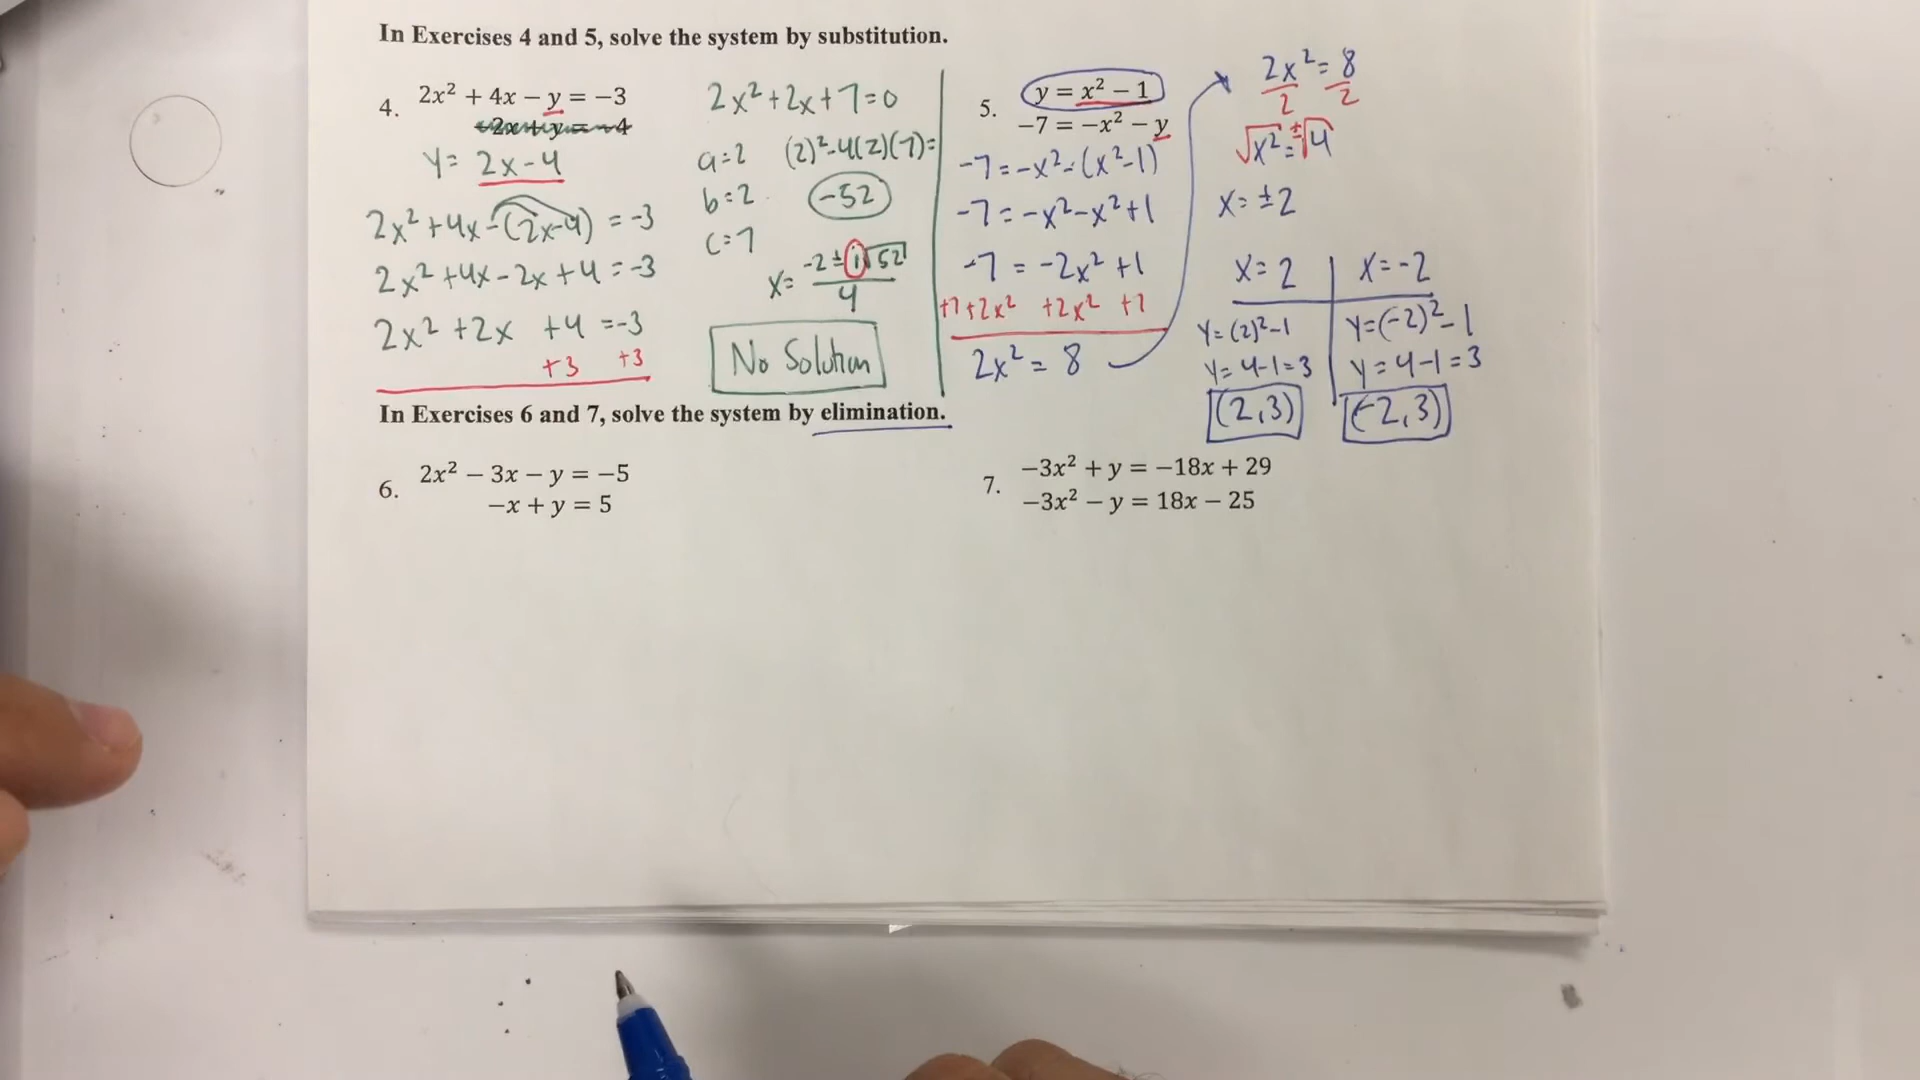 In Exercises 4 and 5, solve the system by substitution.
4.
2x² + 4x − y = −3
−2x + y = −4
y = 2x − 4
2x² + 4x − (2x − 4) = −3
2x² + 4x − 2x + 4 = −3
2x² + 2x + 4 = −3
+3 +3
2x² + 2x + 7 = 0
a = 2 (2)² − 4(2)(7) =
b = 2 −52
c = 7
x = −2 ± i√52 / 4
No Solution
5.
y = x² − 1
−7 = −x² − y
−7 = −x² − (x² − 1)
−7 = −x² − x² + 1
−7 = −2x² + 1
+7 +2x² +2x² +7
2x² = 8
2x² = 8
2 2
√x² = ±√4
x = ±2
x = 2 x = −2
y = (2)² − 1 y = (−2)² − 1
y = 4 − 1 = 3 y = 4 − 1 = 3
(2,3) (−2,3)
In Exercises 6 and 7, solve the system by elimination.
6.
2x² − 3x − y = −5
−x + y = 5
7.
−3x² + y = −18x + 29
−3x² − y = 18x − 25